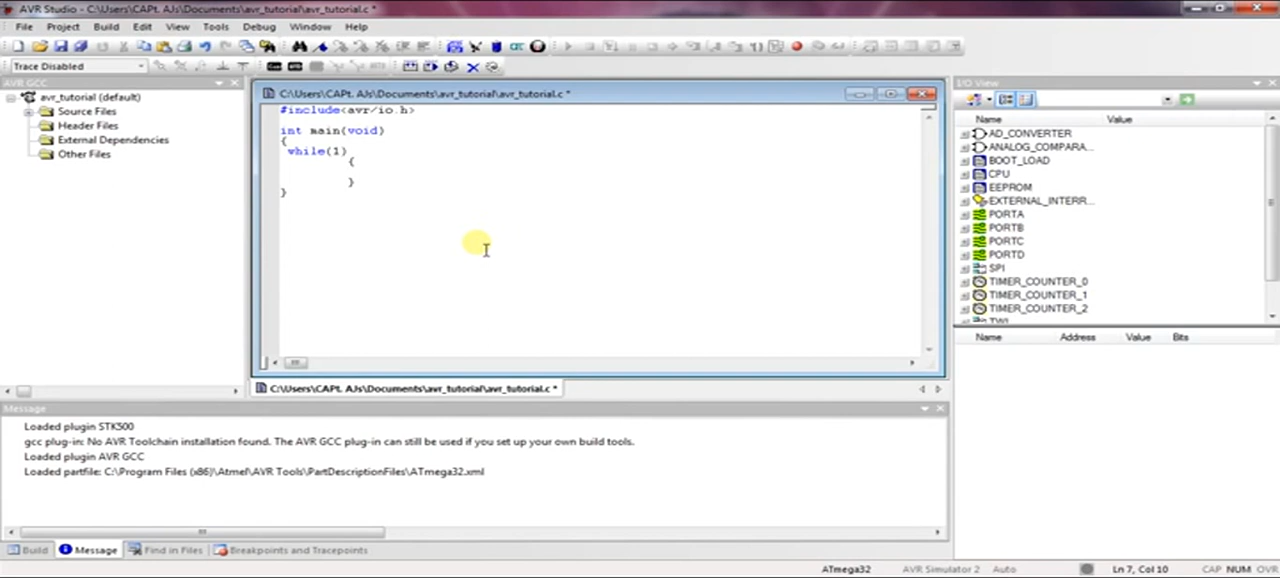 AVR Studio - C:\Users\CAPt. AJs\Documents\avr_tutorial\avr_tutorial.c *
File Project Build Edit View Tools Debug Window Help
Trace Disabled
AVR GCC
avr_tutorial (default)
Source Files
Header Files
External Dependencies
Other Files
C:\Users\CAPt. AJs\Documents\avr_tutorial\avr_tutorial.c *
#include<avr/io.h>
int main(void)
{
while(1)
{
}
}
C:\Users\CAPt. AJs\Documents\avr_tutorial\avr_tutorial.c *
I/O View
Name Value
AD_CONVERTER
ANALOG_COMPARA...
BOOT_LOAD
CPU
EEPROM
EXTERNAL_INTERR...
PORTA
PORTB
PORTC
PORTD
SPI
TIMER_COUNTER_0
TIMER_COUNTER_1
TIMER_COUNTER_2
TWI
Name Address Value Bits
Message
Loaded plugin STK500
gcc plug-in: No AVR Toolchain installation found. The AVR GCC plug-in can still be used if you set up your own build tools.
Loaded plugin AVR GCC
Loaded partfile: C:\Program Files (x86)\Atmel\AVR Tools\PartDescriptionFiles\ATmega32.xml
Build Message Find in Files Breakpoints and Tracepoints
ATmega32 AVR Simulator 2 Auto Ln 7, Col 10 CAP NUM OVR